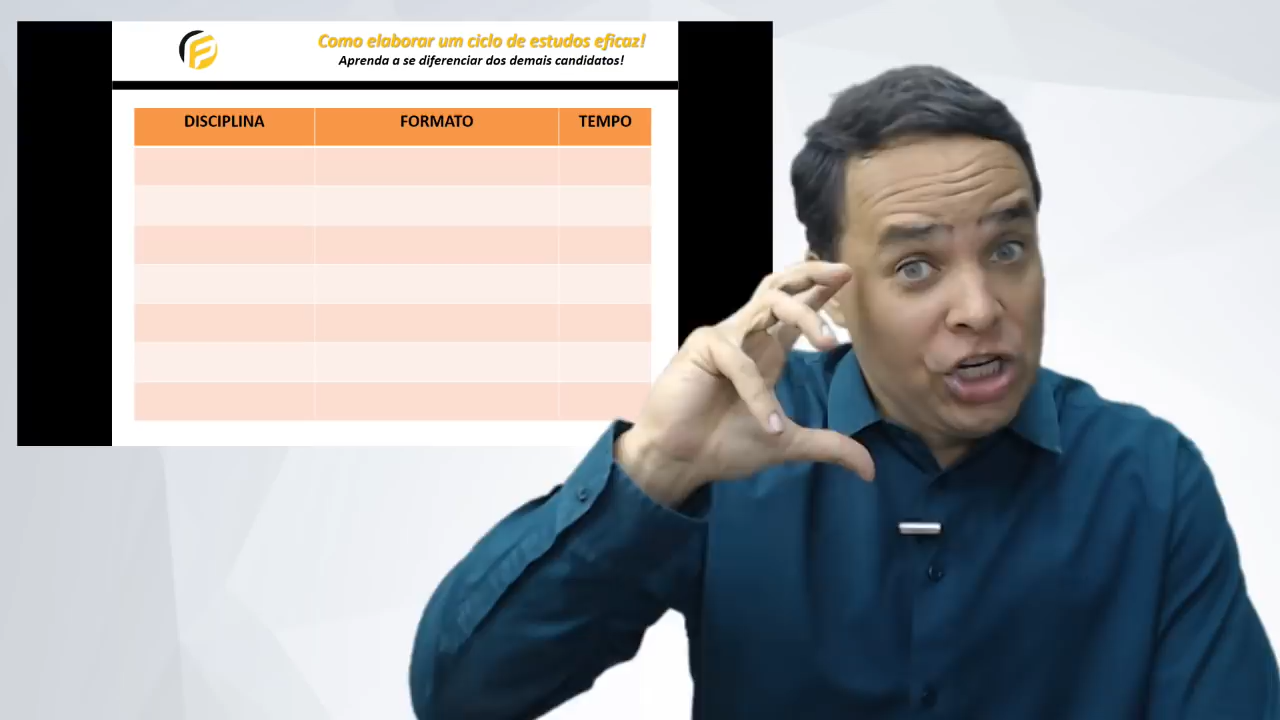 Como elaborar um ciclo de estudos eficaz!
Aprenda a se diferenciar dos demais candidatos!
DISCIPLINA FORMATO TEMPO